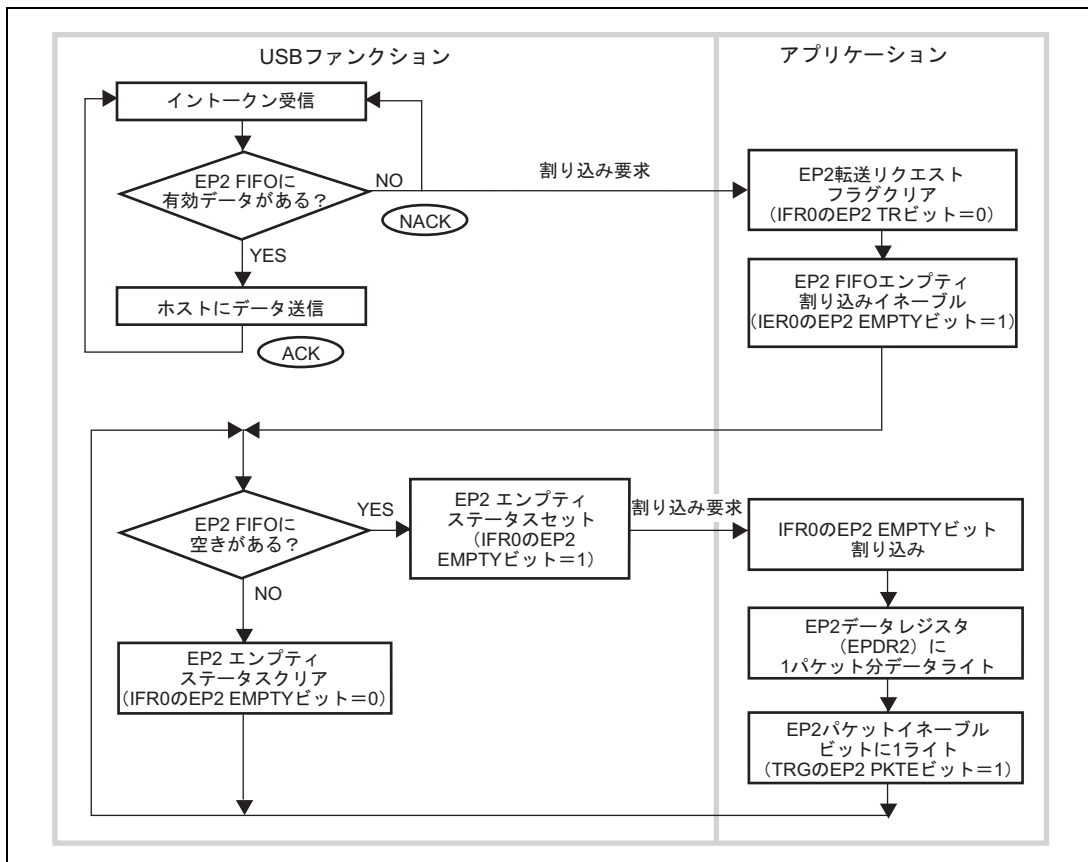 USBファンクション
アプリケーション
イントークン受信
EP2 FIFOに
有効データがある？
NO
NACK
YES
ホストにデータ送信
ACK
割り込み要求
EP2転送リクエスト
フラグクリア
（IFR0のEP2 TRビット＝0）
EP2 FIFOエンプティ
割り込みイネーブル
（IER0のEP2 EMPTYビット＝1）
EP2 FIFOに
空きがある？
YES
NO
EP2 エンプティ
ステータスセット
（IFR0のEP2
EMPTYビット＝1）
割り込み要求
IFR0のEP2 EMPTYビット
割り込み
EP2 エンプティ
ステータスクリア
（IFR0のEP2 EMPTYビット＝0）
EP2データレジスタ
（EPDR2）に
1パケット分データライト
EP2パケットイネーブル
ビットに1ライト
（TRGのEP2 PKTEビット＝1）